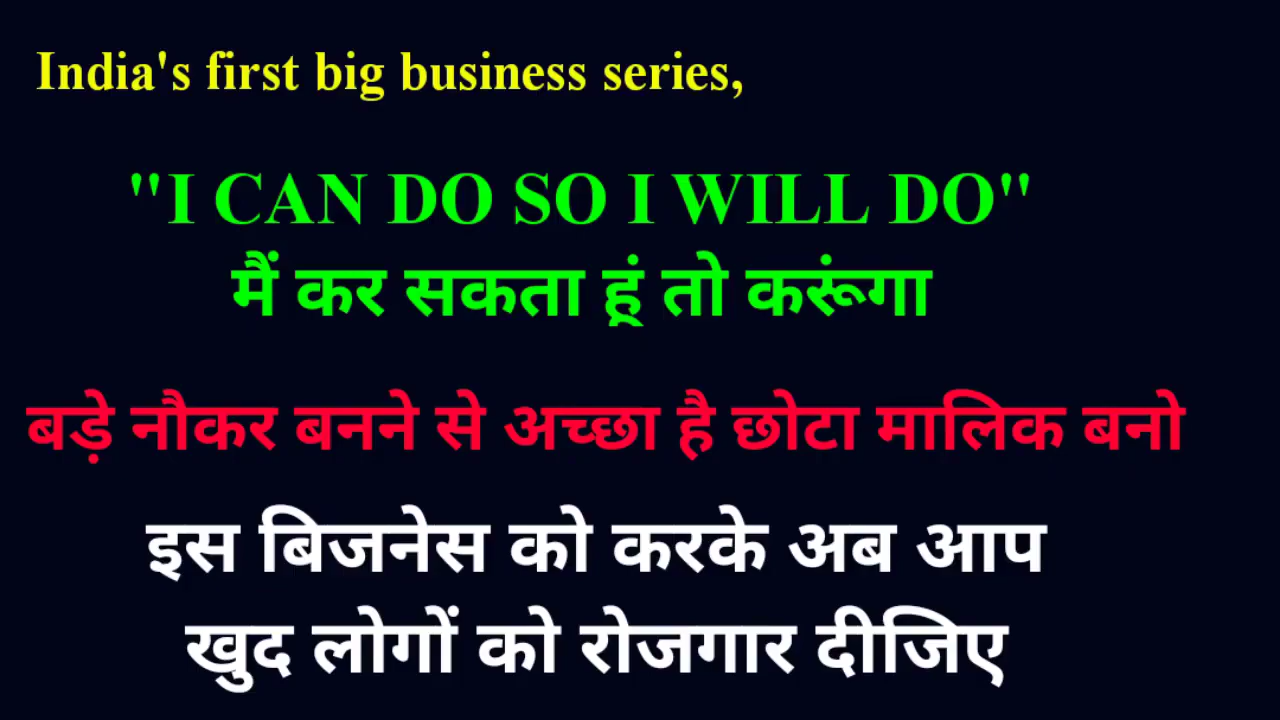 India's first big business series,
"I CAN DO SO I WILL DO"
मैं कर सकता हूं तो करूंगा
बड़े नौकर बनने से अच्छा है छोटा मालिक बनो
इस बिजनेस को करके अब आप
खुद लोगों को रोजगार दीजिए